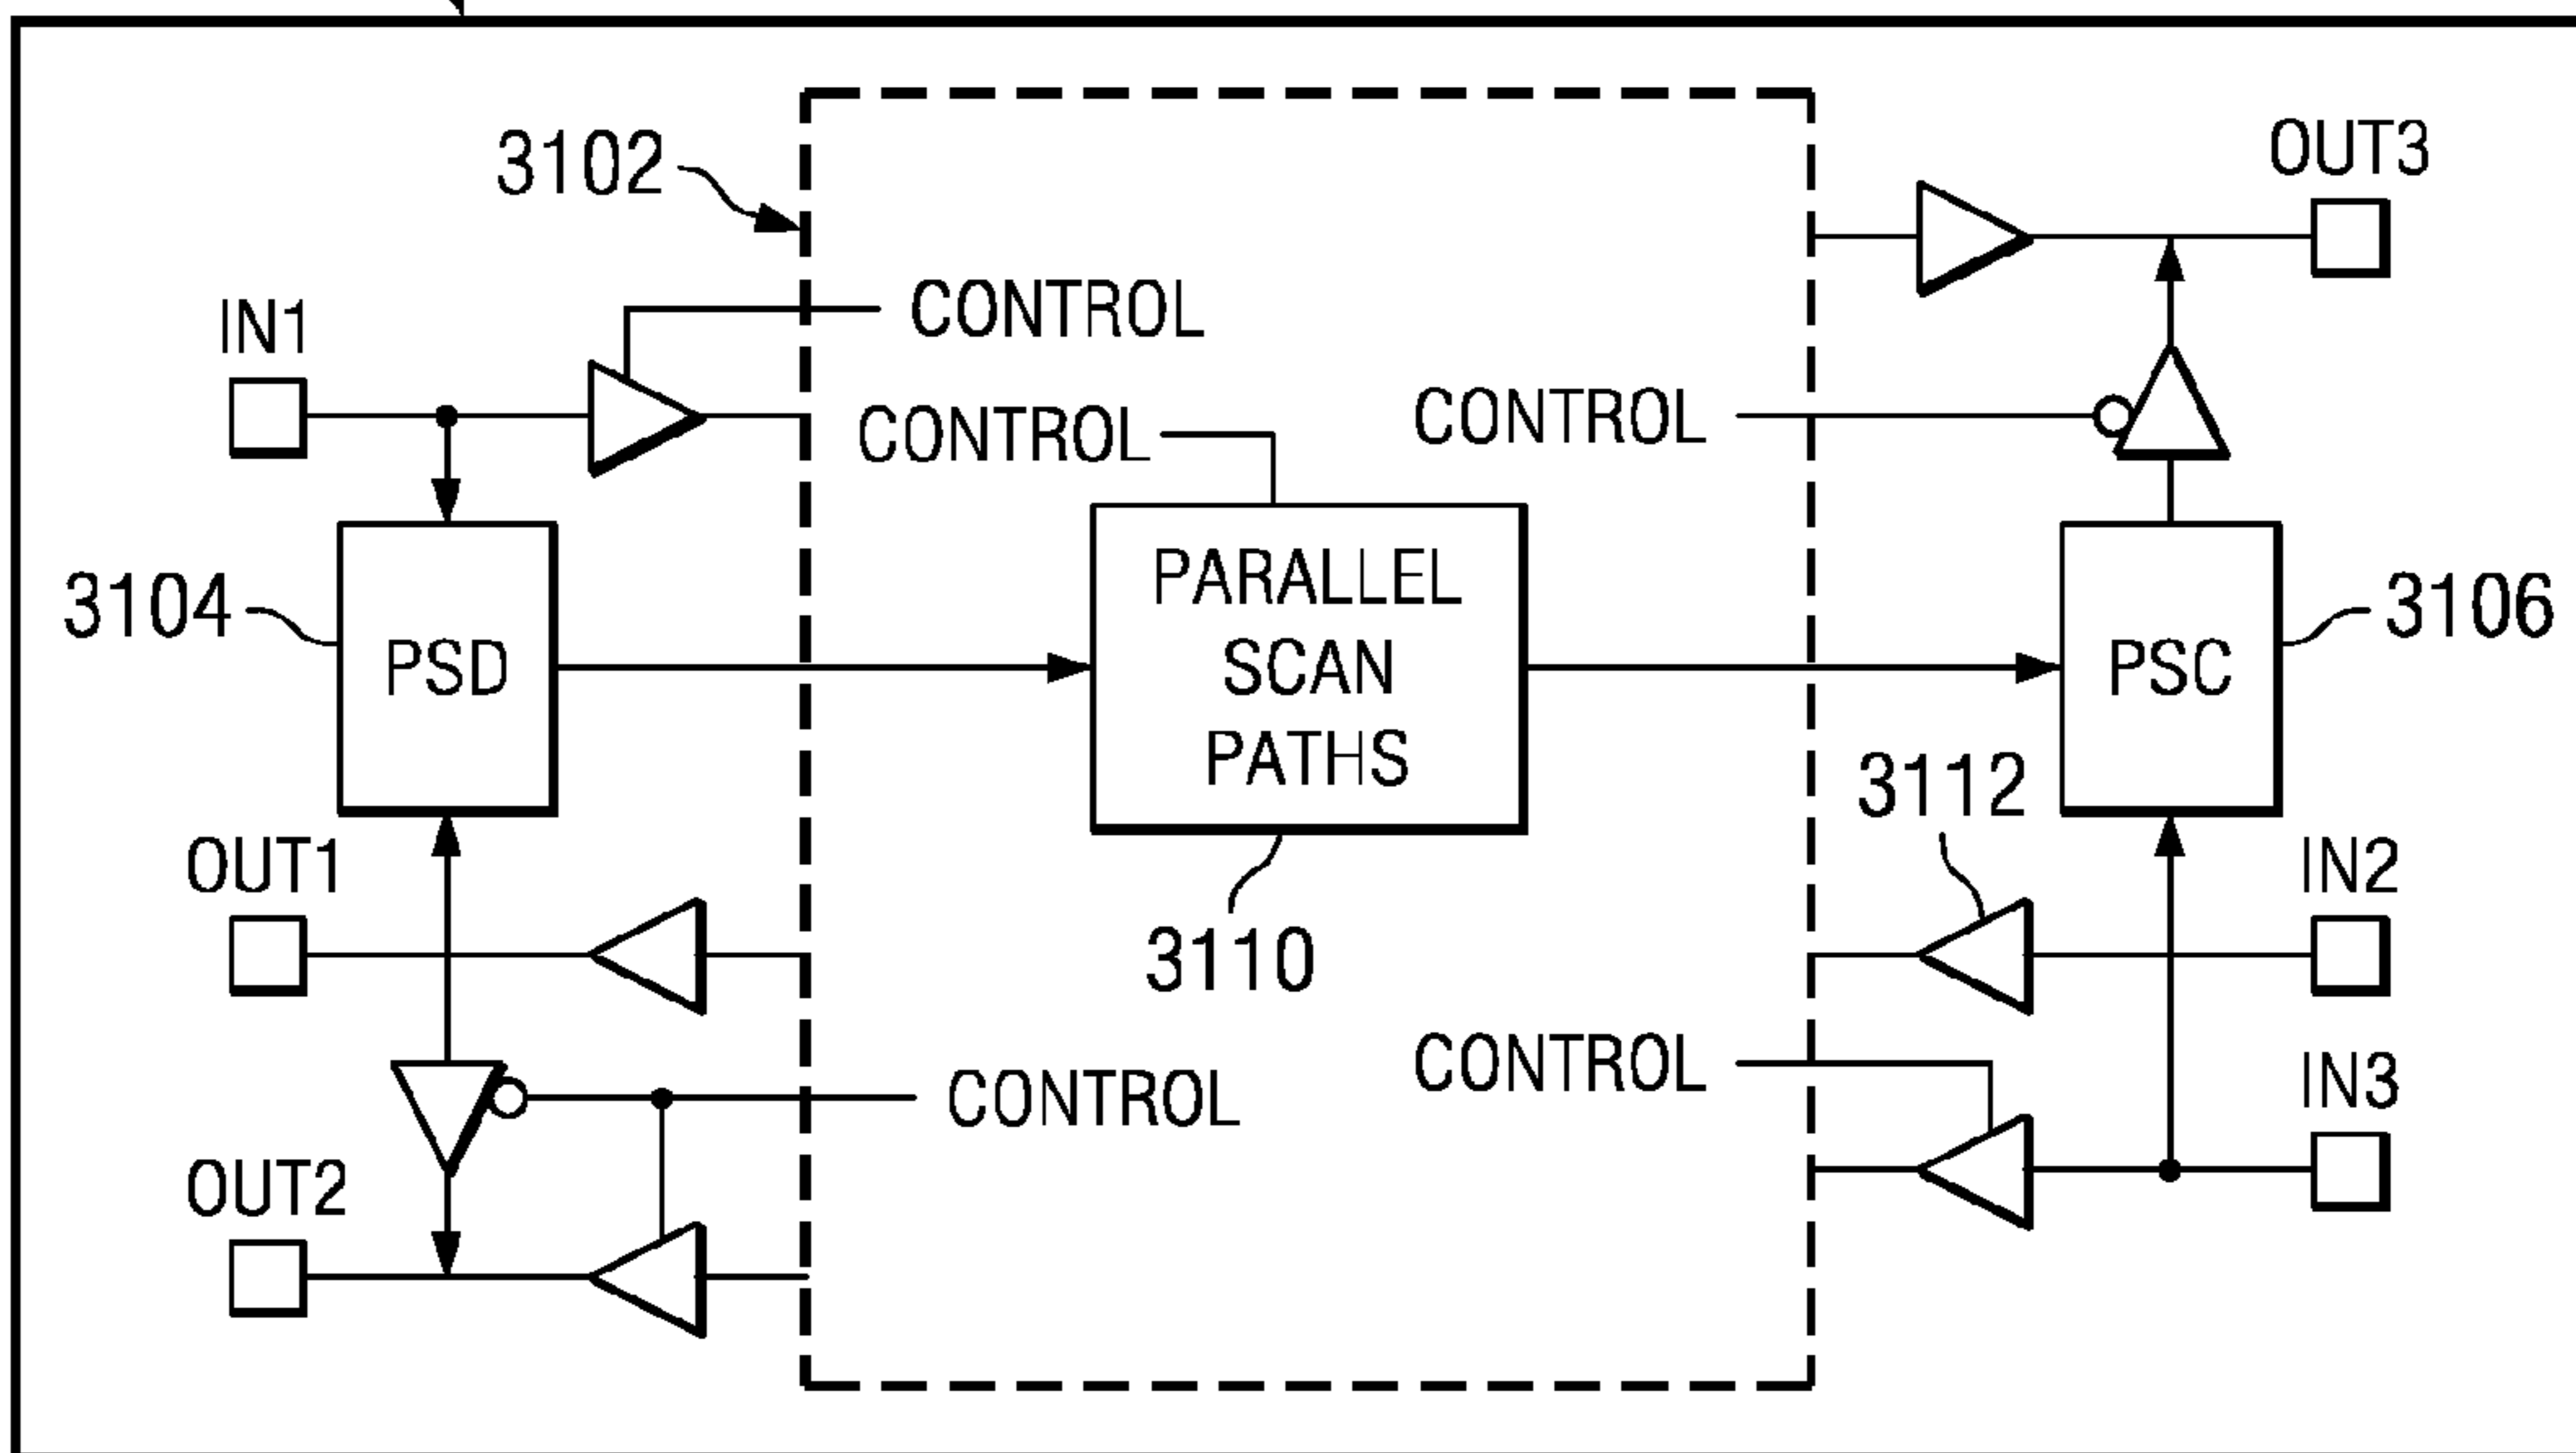 OUT3
3102
CONTROL
IN1
CONTROL
CONTROL
PARALLEL
SCAN
PATHS
3104
PSD
PSC
3106
3112
OUT1
IN2
3110
CONTROL
CONTROL
IN3
OUT2